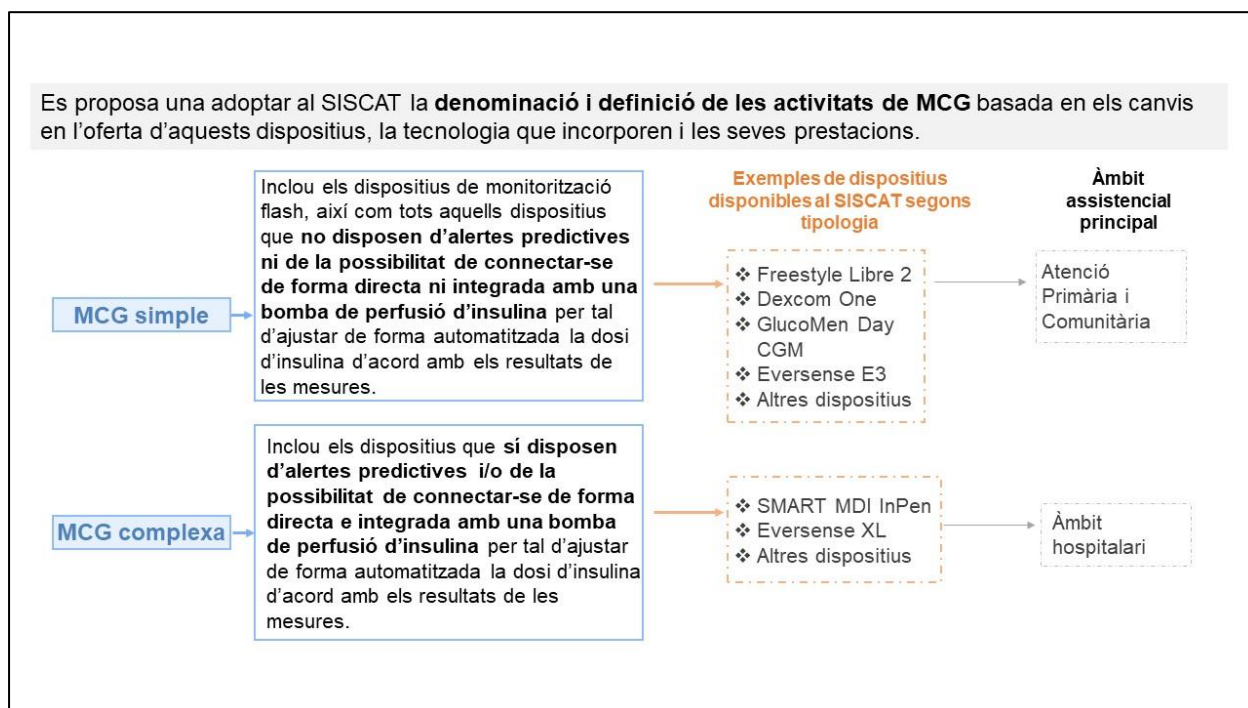 Es proposa una adoptar al SISCAT la denominació i definició de les activitats de MCG basada en els canvis
en l'oferta d'aquests dispositius, la tecnologia que incorporen i les seves prestacions.
Exemples de dispositius
disponibles al SISCAT segons
tipologia
Àmbit
assistencial
principal
MCG simple
Inclou els dispositius de monitorització
flash, així com tots aquells dispositius
que no disposen d'alertes predictives
ni de la possibilitat de connectar-se
de forma directa ni integrada amb una
bomba de perfusió d'insulina per tal
d'ajustar de forma automatitzada la dosi
d'insulina d'acord amb els resultats de
les mesures.
❖ Freestyle Libre 2
❖ Dexcom One
❖ GlucoMen Day
CGM
❖ Eversense E3
❖ Altres dispositius
Atenció
Primària i
Comunitària
MCG complexa
Inclou els dispositius que sí disposen
d'alertes predictives i/o de la
possibilitat de connectar-se de forma
directa e integrada amb una bomba
de perfusió d'insulina per tal d'ajustar
de forma automatitzada la dosi d'insulina
d'acord amb els resultats de les
mesures.
❖ SMART MDI InPen
❖ Eversense XL
❖ Altres dispositius
Àmbit
hospitalari